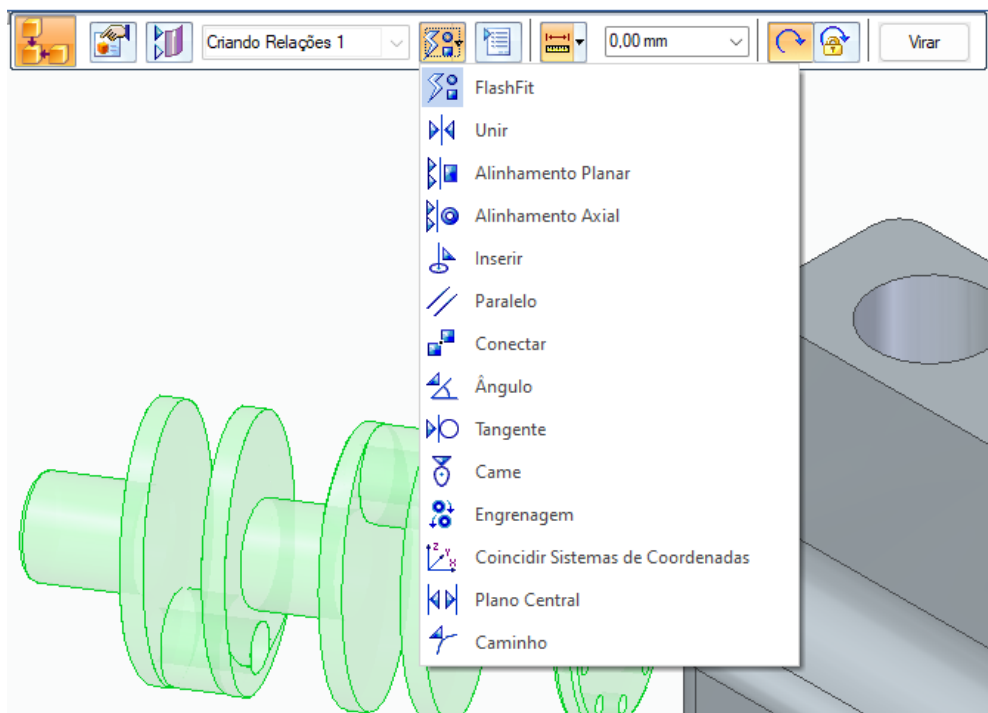 Criando Relações 1
0,00 mm
Virar
FlashFit
Unir
Alinhamento Planar
Alinhamento Axial
Inserir
Paralelo
Conectar
Ângulo
Tangente
Came
Engrenagem
Coincidir Sistemas de Coordenadas
Plano Central
Caminho